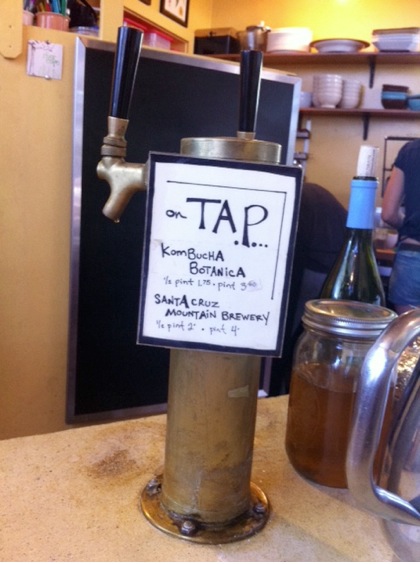 on TAP...
KomBUCHA
BOTANICA
½ pint 1.75 · pint 3⁰⁰
SANTA CRUZ
MOUNTAIN BREWERY
½ pint 2 · pint 4